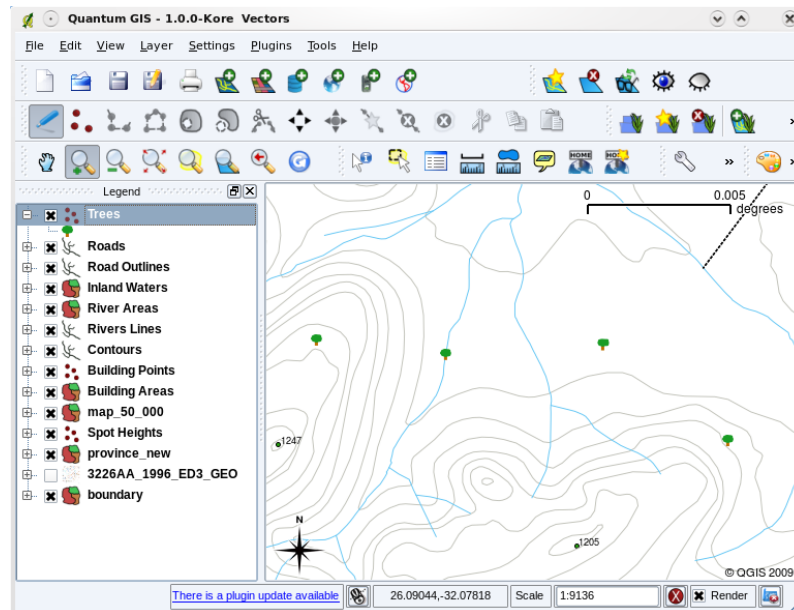 Quantum GIS - 1.0.0-Kore Vectors
File Edit View Layer Settings Plugins Tools Help
HOME HOME
Legend
Trees
Roads
Road Outlines
Inland Waters
River Areas
Rivers Lines
Contours
Building Points
Building Areas
map_50_000
Spot Heights
province_new
3226AA_1996_ED3_GEO
boundary
0 0.005
degrees
1247
1205
N
© QGIS 2009
There is a plugin update available 26.09044,-32.07818 Scale 1:9136 Render